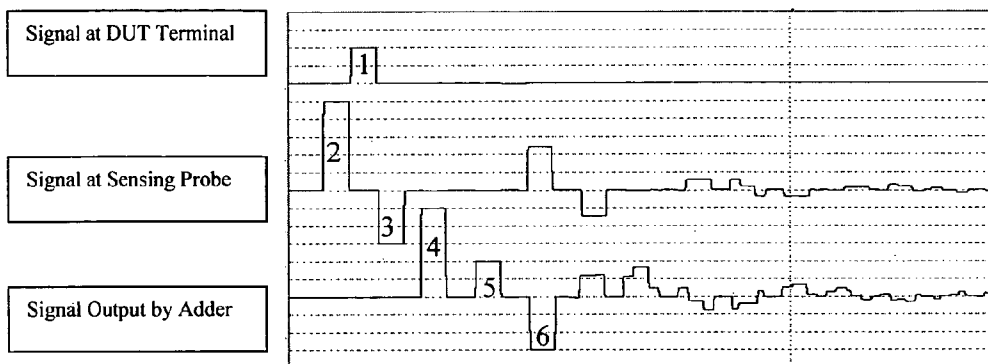 Signal at DUT Terminal
1
2
Signal at Sensing Probe
3
4
5
Signal Output by Adder
6